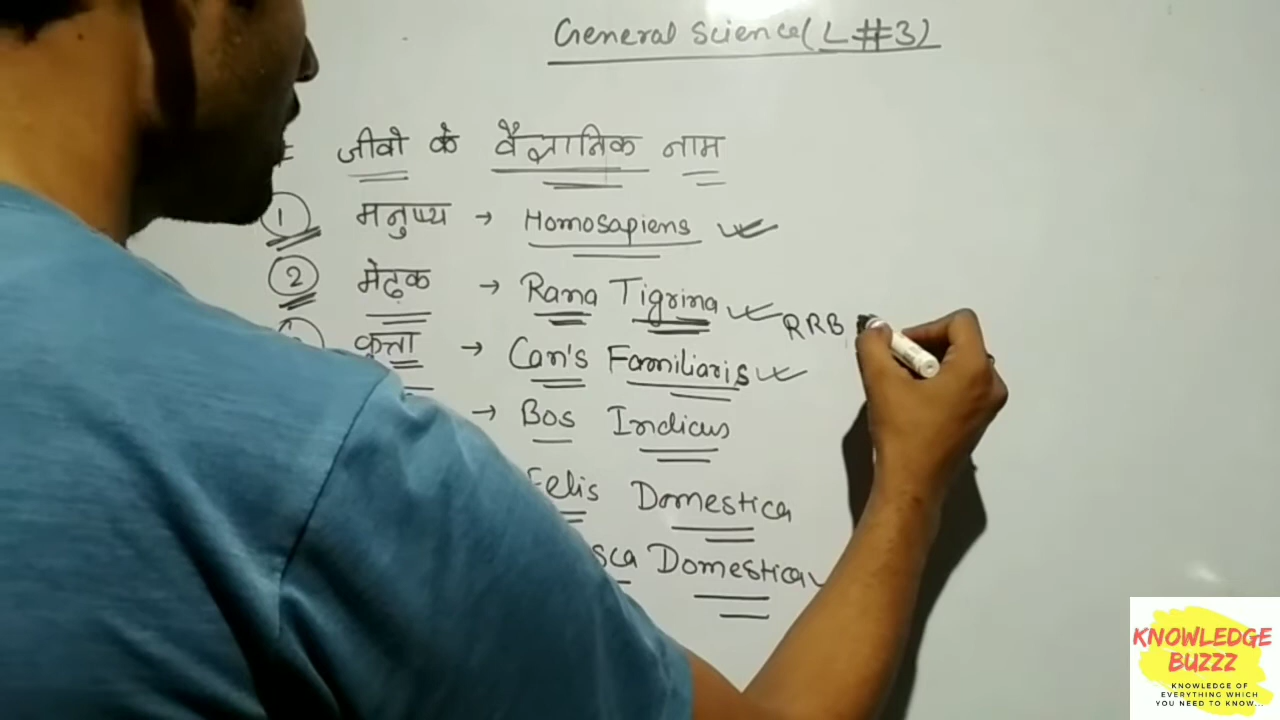 General Science (L#3)
जीवो के वैज्ञानिक नाम
1 मनुष्य → Homosapiens
2 मेढ़क → Rana Tigrina RRB
कुत्ता → Can's Familiaris
→ Bos Indicus
Felis Domestica
sca Domestica
KNOWLEDGE
BUZZZ
KNOWLEDGE OF
EVERYTHING WHICH
YOU NEED TO KNOW...